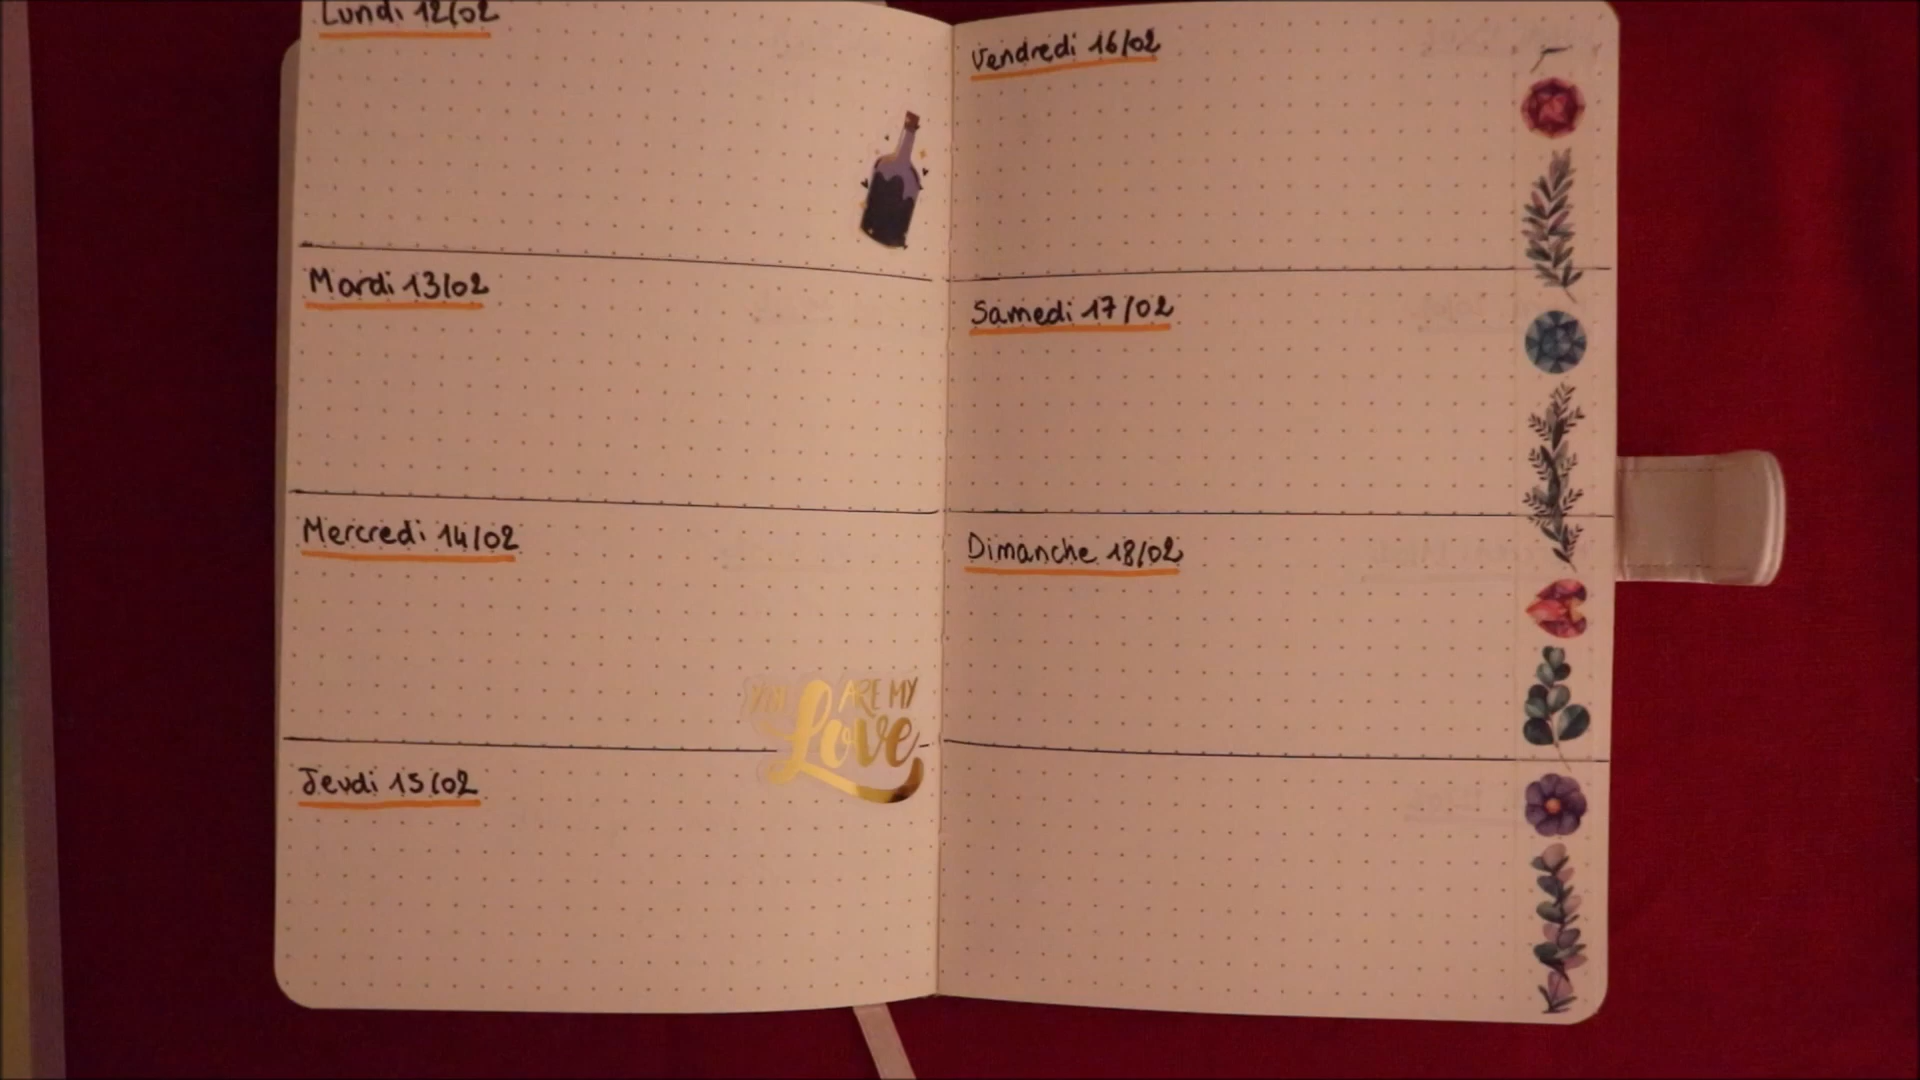 Lundi 12/02
Mardi 13/02
Mercredi 14/02
YOU ARE MY
Love
Jeudi 15/02
Vendredi 16/02
Samedi 17/02
Dimanche 18/02